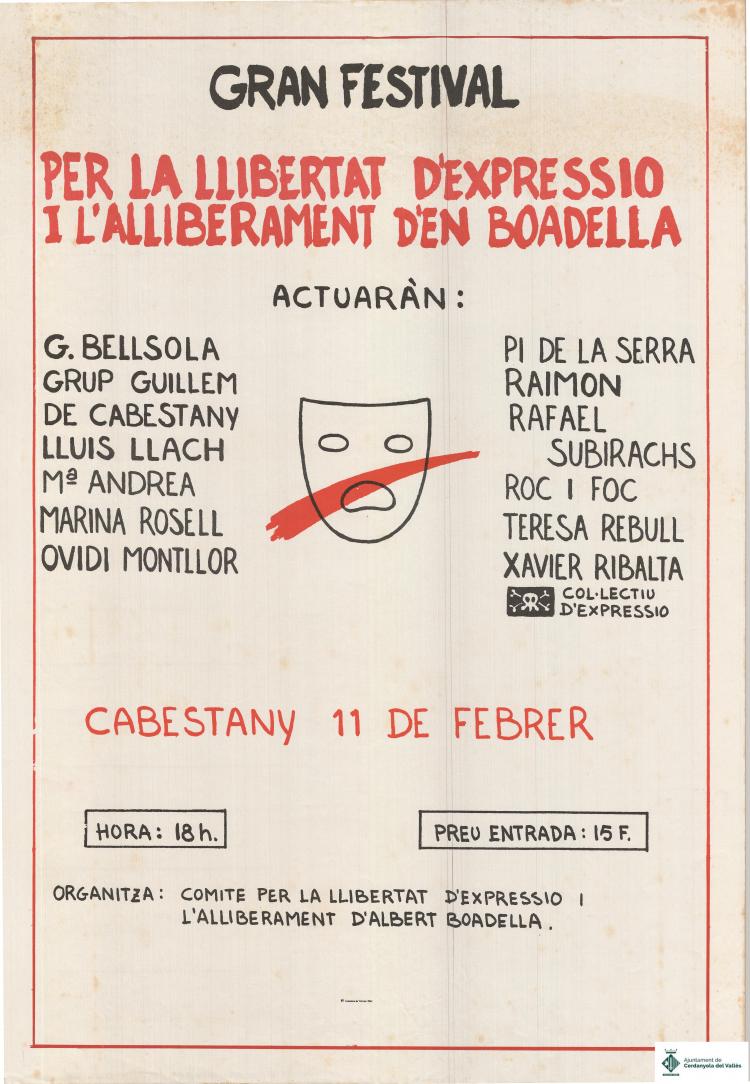 GRAN FESTIVAL
PER LA LLIBERTAT D'EXPRESSIO
I L'ALLIBERAMENT D'EN BOADELLA
ACTUARÀN:
G. BELLSOLA
GRUP GUILLEM
DE CABESTANY
LLUIS LLACH
Mª ANDREA
MARINA ROSELL
OVIDI MONTLLOR
PI DE LA SERRA
RAIMON
RAFAEL
SUBIRACHS
ROC I FOC
TERESA REBULL
XAVIER RIBALTA
COL·LECTIU
D'EXPRESSIO
CABESTANY 11 DE FEBRER
HORA: 18 h.
PREU ENTRADA: 15 F.
ORGANITZA: COMITE PER LA LLIBERTAT D'EXPRESSIO I
L'ALLIBERAMENT D'ALBERT BOADELLA.
Ajuntament de
Cerdanyola del Vallès